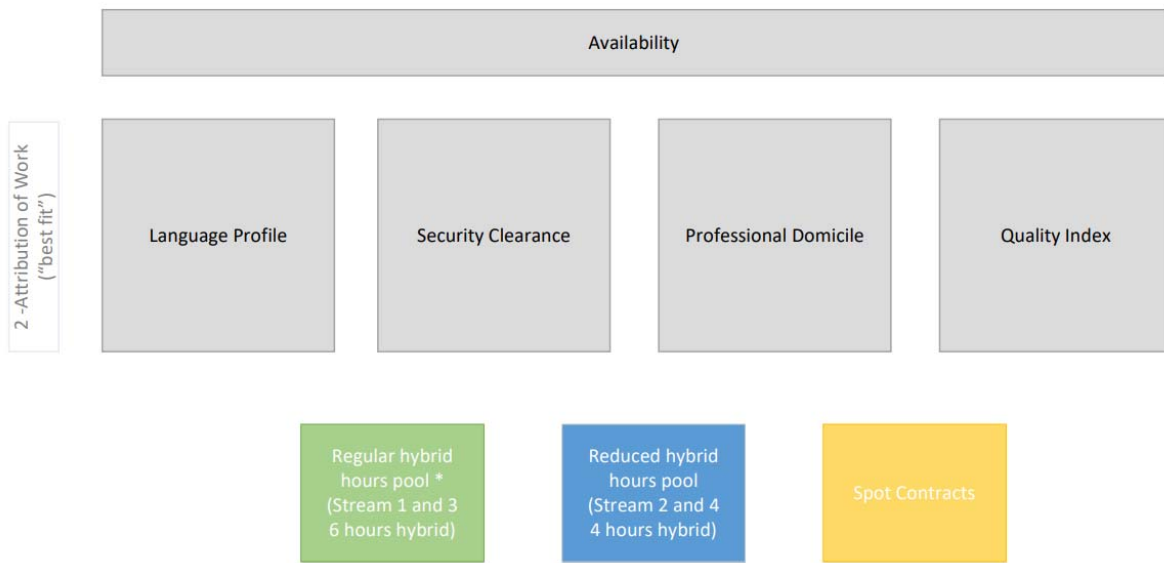 Availability
2 -Attribution of Work
("best fit")
Language Profile
Security Clearance
Professional Domicile
Quality Index
Regular hybrid
hours pool *
(Stream 1 and 3
6 hours hybrid)
Reduced hybrid
hours pool
(Stream 2 and 4
4 hours hybrid)
Spot Contracts